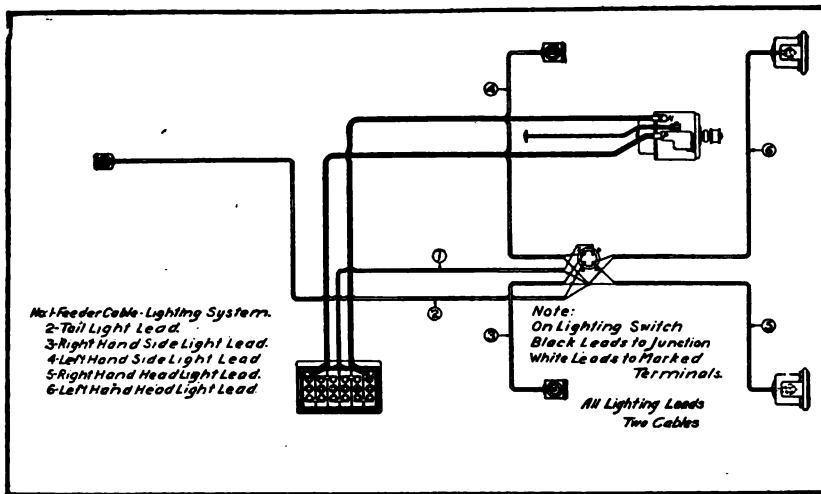 4
6
1
2
3
5
No.1-Feeder Cable-Lighting System.
2-Tail Light Lead.
3-Right Hand Side Light Lead.
4-Left Hand Side Light Lead
5-Right Hand Head Light Lead.
6-Left Hand Head Light Lead
Note:
On Lighting Switch
Black Leads to Junction
White Leads to Marked
Terminals.
All Lighting Leads
Two Cables